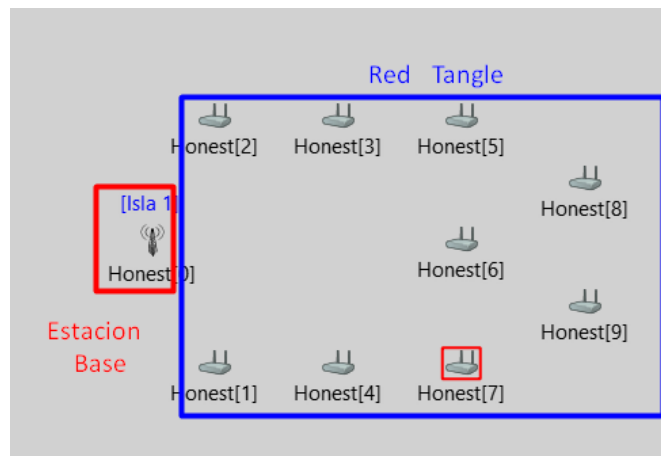 Red Tangle
Honest[2] Honest[3] Honest[5]
[Isla 1]
Honest[8]
Honest[0]
Honest[6]
Estacion
Base
Honest[9]
Honest[1] Honest[4] Honest[7]